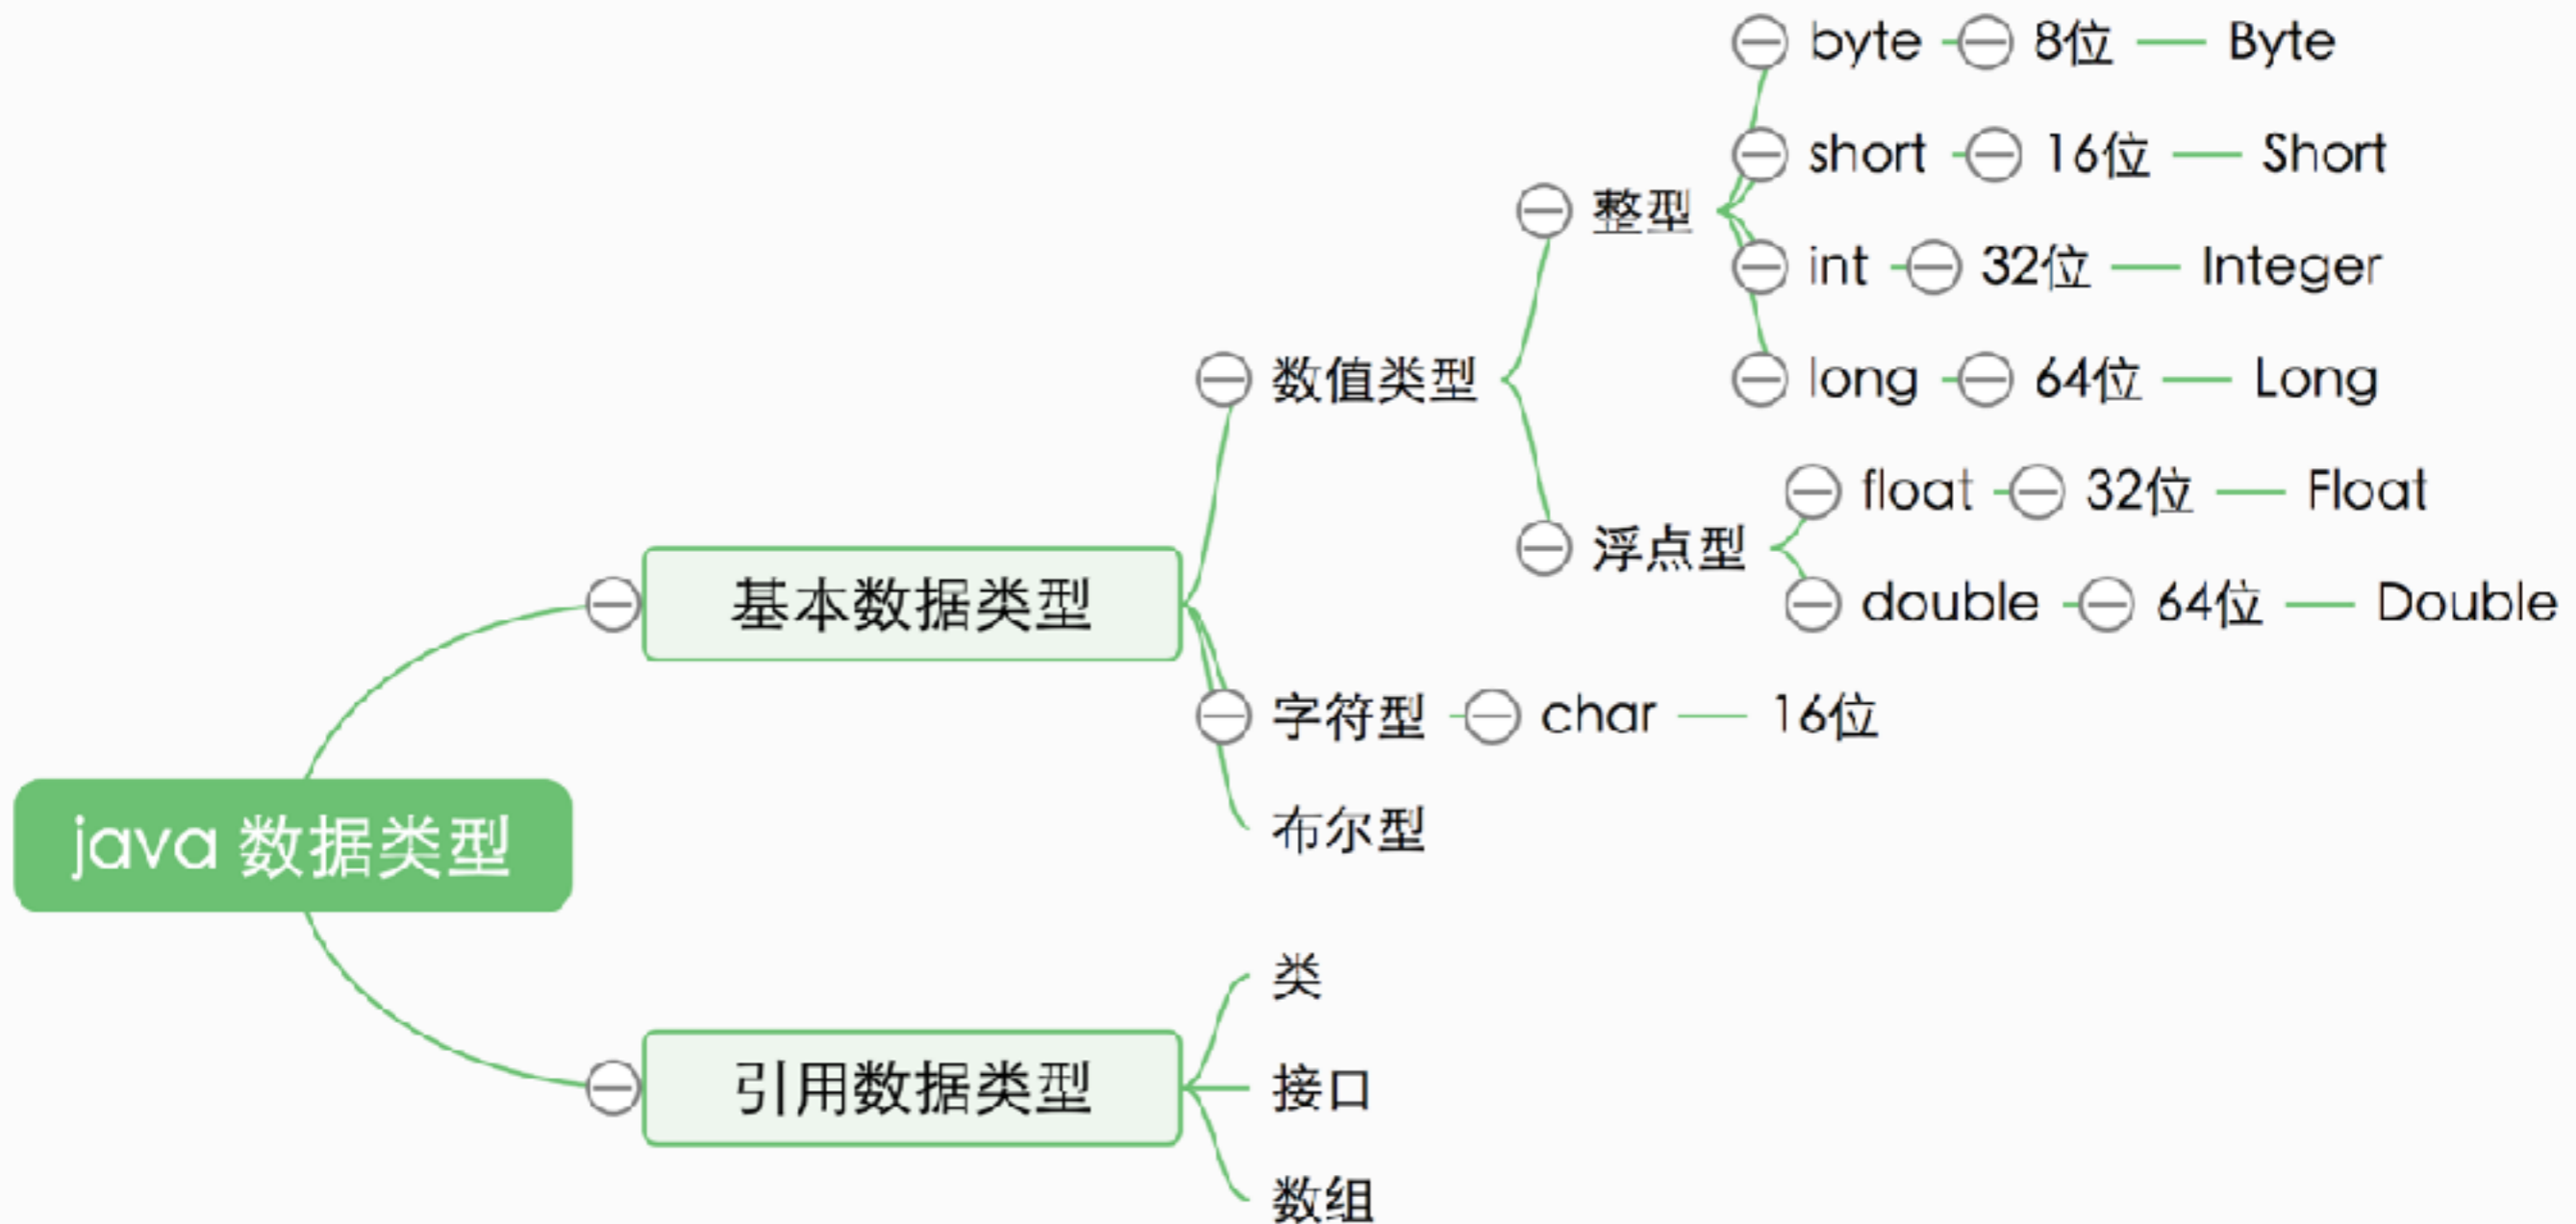 byte 8位 Byte
short 16位 Short
整型
int 32位 Integer
数值类型
long 64位 Long
float 32位 Float
浮点型
基本数据类型
double 64位 Double
字符型 char 16位
布尔型
java 数据类型
类
引用数据类型
接口
数组